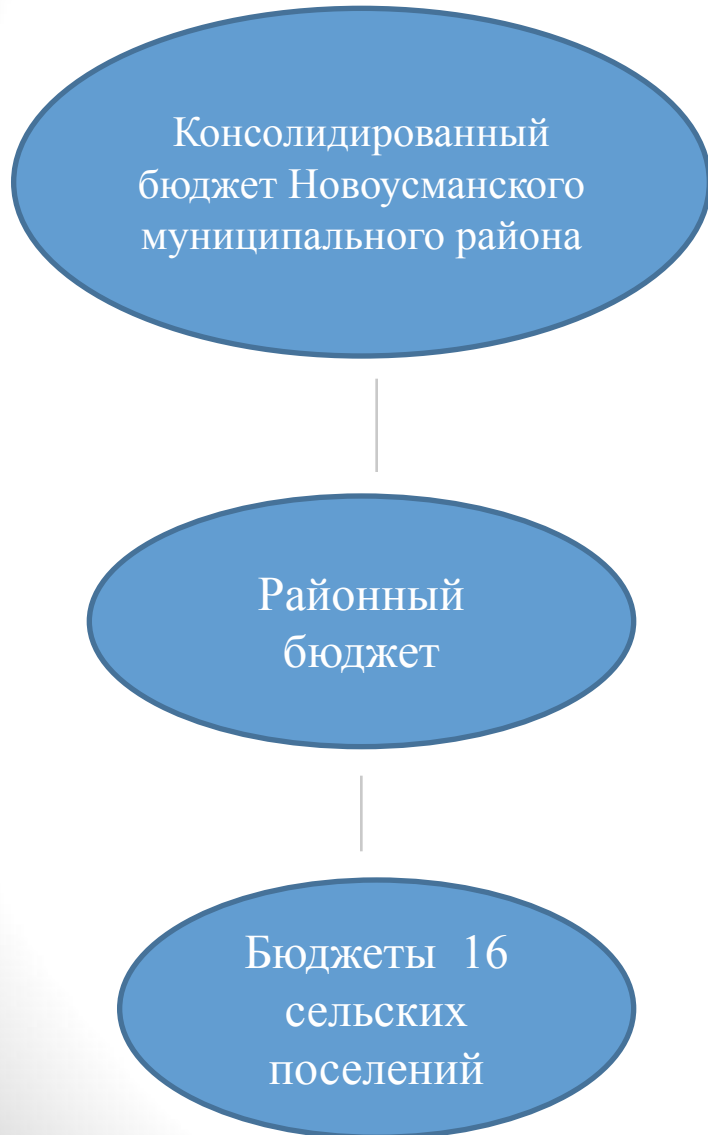 Консолидированный
бюджет Новоусманского
муниципального района
Районный
бюджет
Бюджеты 16
сельских
поселений